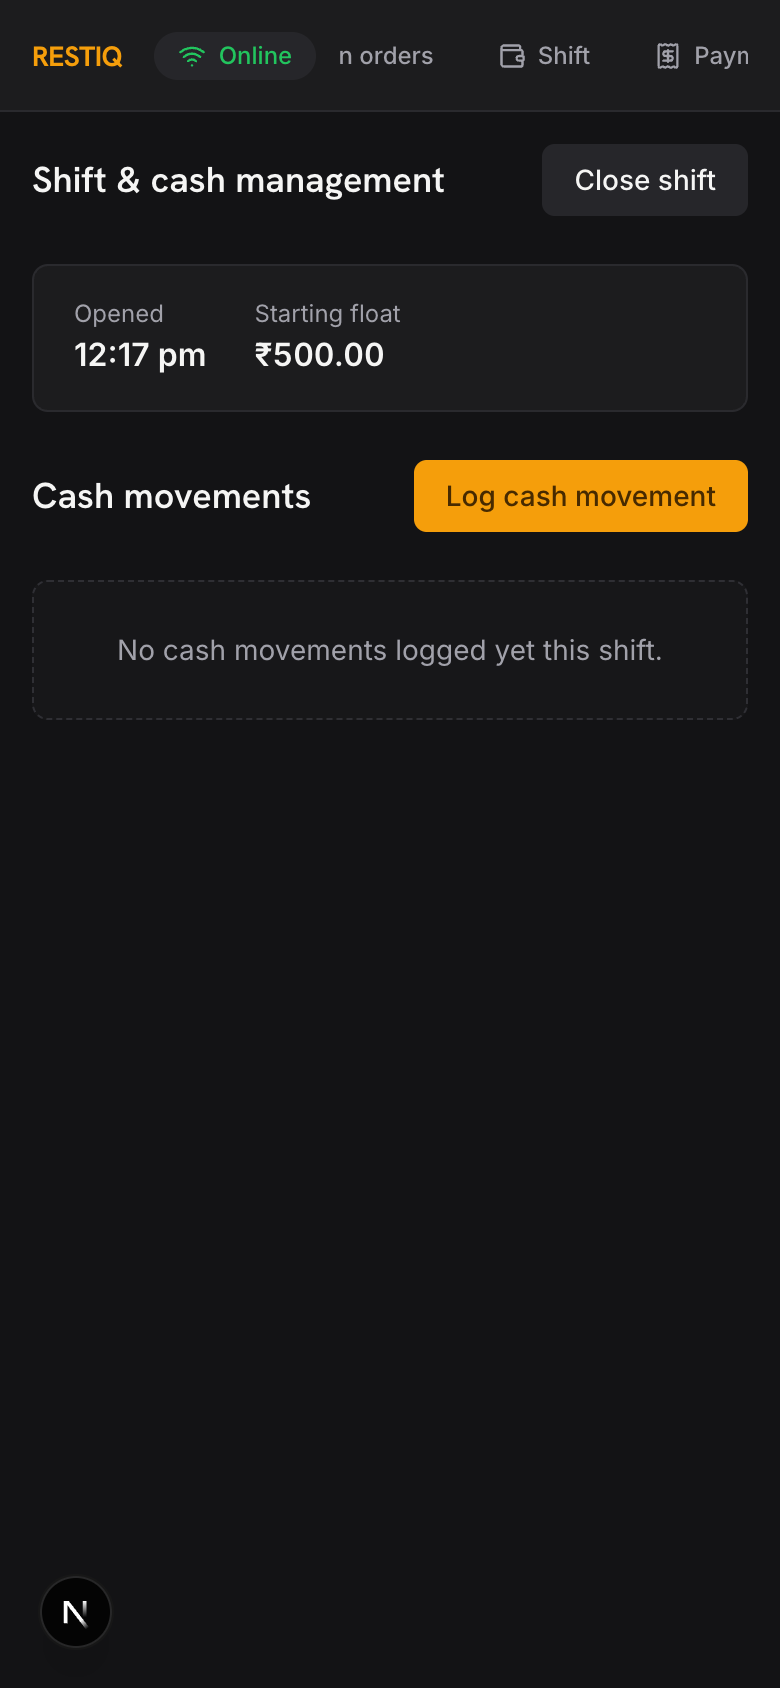 RESTIQ Online n orders Shift Payn
Shift & cash management Close shift
Opened Starting float
12:17 pm ₹500.00
Cash movements Log cash movement
No cash movements logged yet this shift.
N